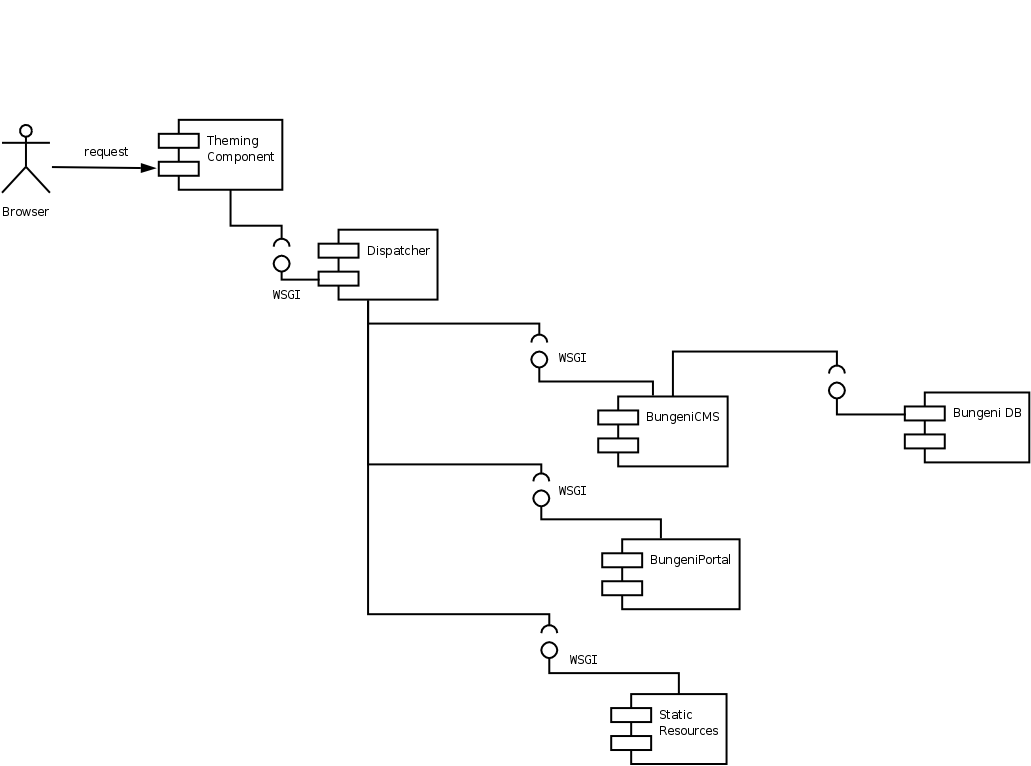 request
Theming
Component
Browser
Dispatcher
WSGI
WSGI
BungeniCMS
Bungeni DB
WSGI
BungeniPortal
WSGI
Static
Resources